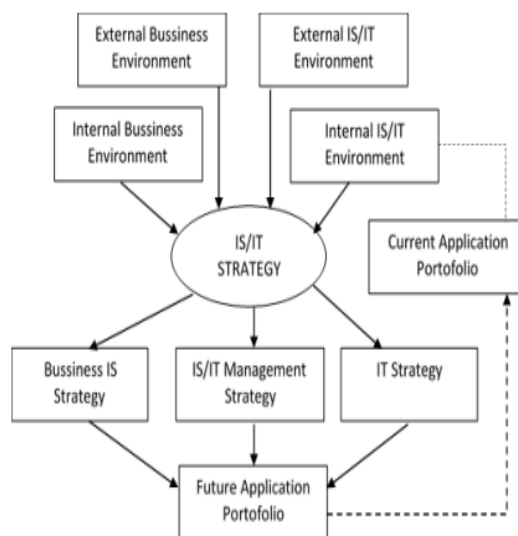 External Bussiness
Environment
External IS/IT
Environment
Internal Bussiness
Environment
Internal IS/IT
Environment
IS/IT
STRATEGY
Current Application
Portofolio
Bussiness IS
Strategy
IS/IT Management
Strategy
IT Strategy
Future Application
Portofolio